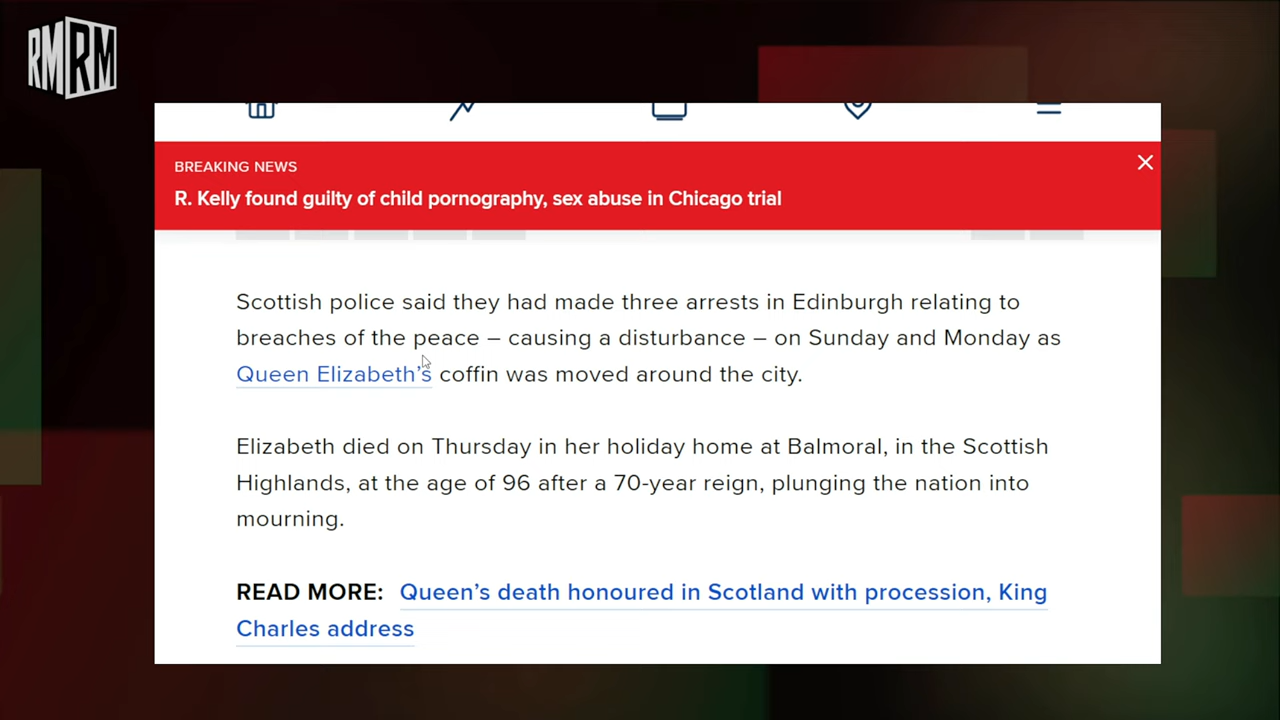 RMRM
BREAKING NEWS
R. Kelly found guilty of child pornography, sex abuse in Chicago trial
Scottish police said they had made three arrests in Edinburgh relating to
breaches of the peace – causing a disturbance – on Sunday and Monday as
Queen Elizabeth’s coffin was moved around the city.
Elizabeth died on Thursday in her holiday home at Balmoral, in the Scottish
Highlands, at the age of 96 after a 70-year reign, plunging the nation into
mourning.
READ MORE: Queen’s death honoured in Scotland with procession, King
Charles address